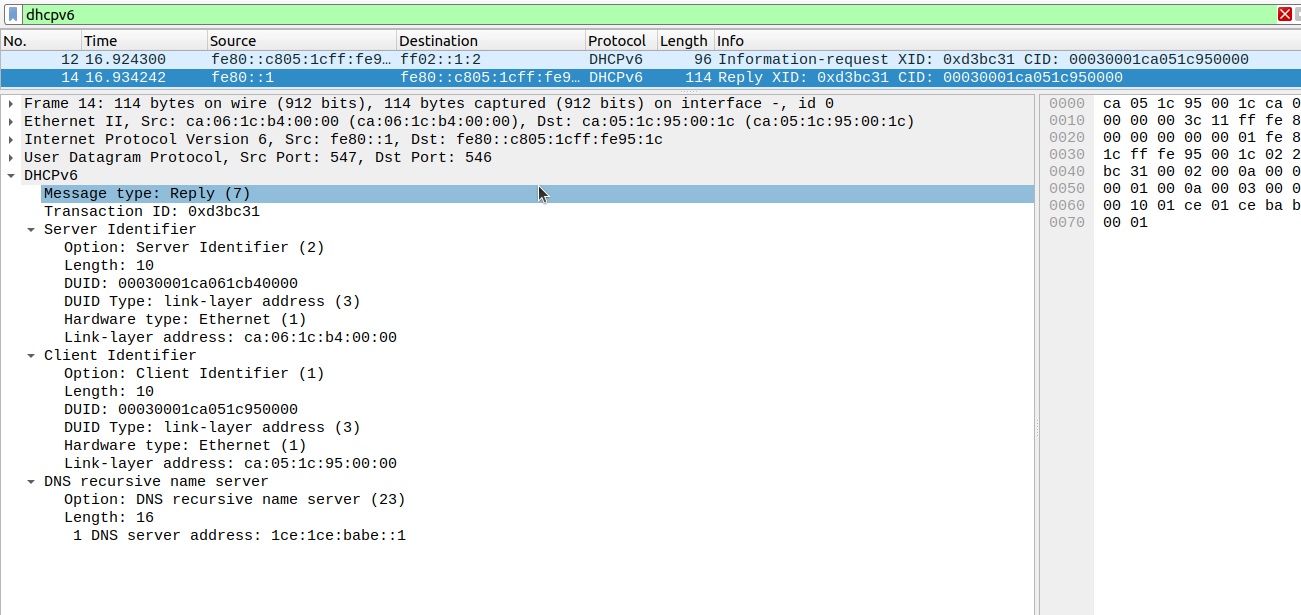 dhcpv6
No. Time Source Destination Protocol Length Info
12 16.924300 fe80::c805:1cff:fe9… ff02::1:2 DHCPv6 96 Information-request XID: 0xd3bc31 CID: 00030001ca051c950000
14 16.934242 fe80::1 fe80::c805:1cff:fe9… DHCPv6 114 Reply XID: 0xd3bc31 CID: 00030001ca051c950000
Frame 14: 114 bytes on wire (912 bits), 114 bytes captured (912 bits) on interface -, id 0
Ethernet II, Src: ca:06:1c:b4:00:00 (ca:06:1c:b4:00:00), Dst: ca:05:1c:95:00:1c (ca:05:1c:95:00:1c)
Internet Protocol Version 6, Src: fe80::1, Dst: fe80::c805:1cff:fe95:1c
User Datagram Protocol, Src Port: 547, Dst Port: 546
DHCPv6
Message type: Reply (7)
Transaction ID: 0xd3bc31
Server Identifier
Option: Server Identifier (2)
Length: 10
DUID: 00030001ca061cb40000
DUID Type: link-layer address (3)
Hardware type: Ethernet (1)
Link-layer address: ca:06:1c:b4:00:00
Client Identifier
Option: Client Identifier (1)
Length: 10
DUID: 00030001ca051c950000
DUID Type: link-layer address (3)
Hardware type: Ethernet (1)
Link-layer address: ca:05:1c:95:00:00
DNS recursive name server
Option: DNS recursive name server (23)
Length: 16
1 DNS server address: 1ce:1ce:babe::1
0000 ca 05 1c 95 00 1c ca 0
0010 00 00 00 3c 11 ff fe 8
0020 00 00 00 00 00 01 fe 8
0030 1c ff fe 95 00 1c 02 2
0040 bc 31 00 02 00 0a 00 0
0050 00 01 00 0a 00 03 00 0
0060 00 10 01 ce 01 ce ba b
0070 00 01